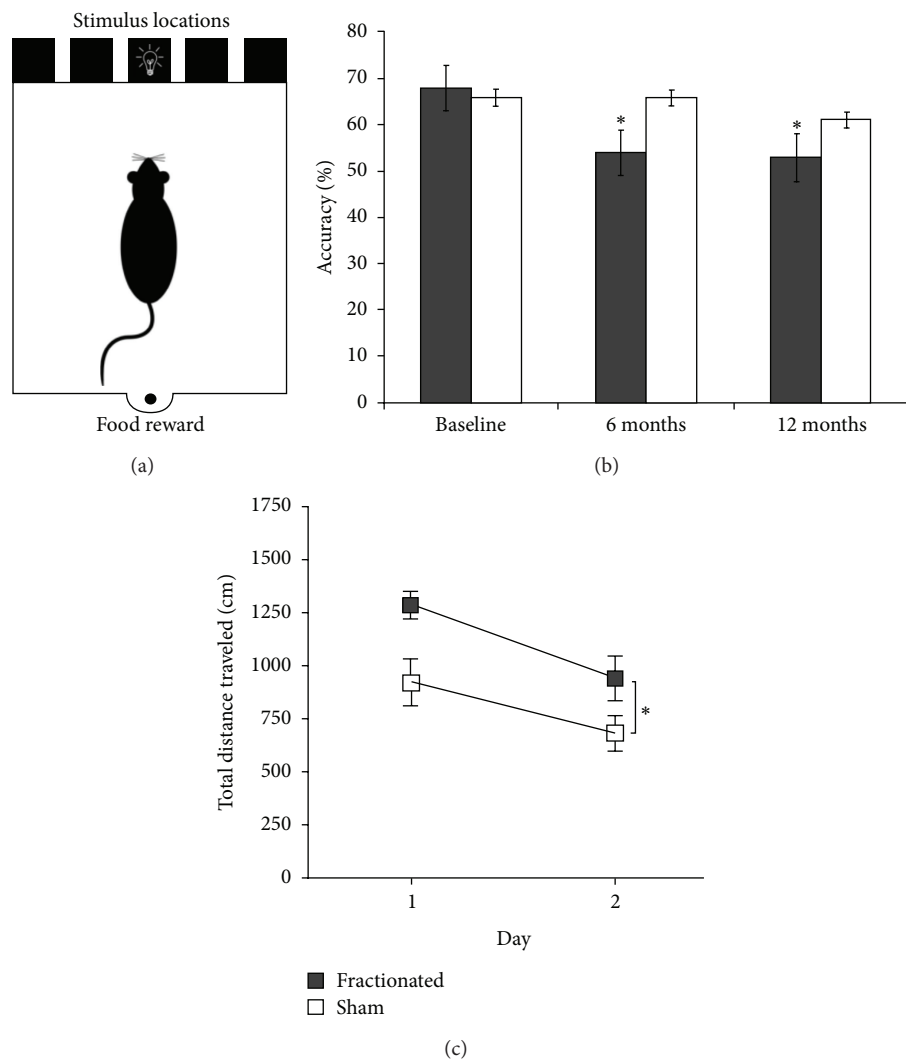 Stimulus locations
Food reward
(a)
80
70
60
50
40
30
20
10
0
Accuracy (%)
*
*
Baseline
6 months
12 months
(b)
1750
1500
1250
1000
750
500
250
0
Total distance traveled (cm)
*
1
2
Day
Fractionated
Sham
(c)